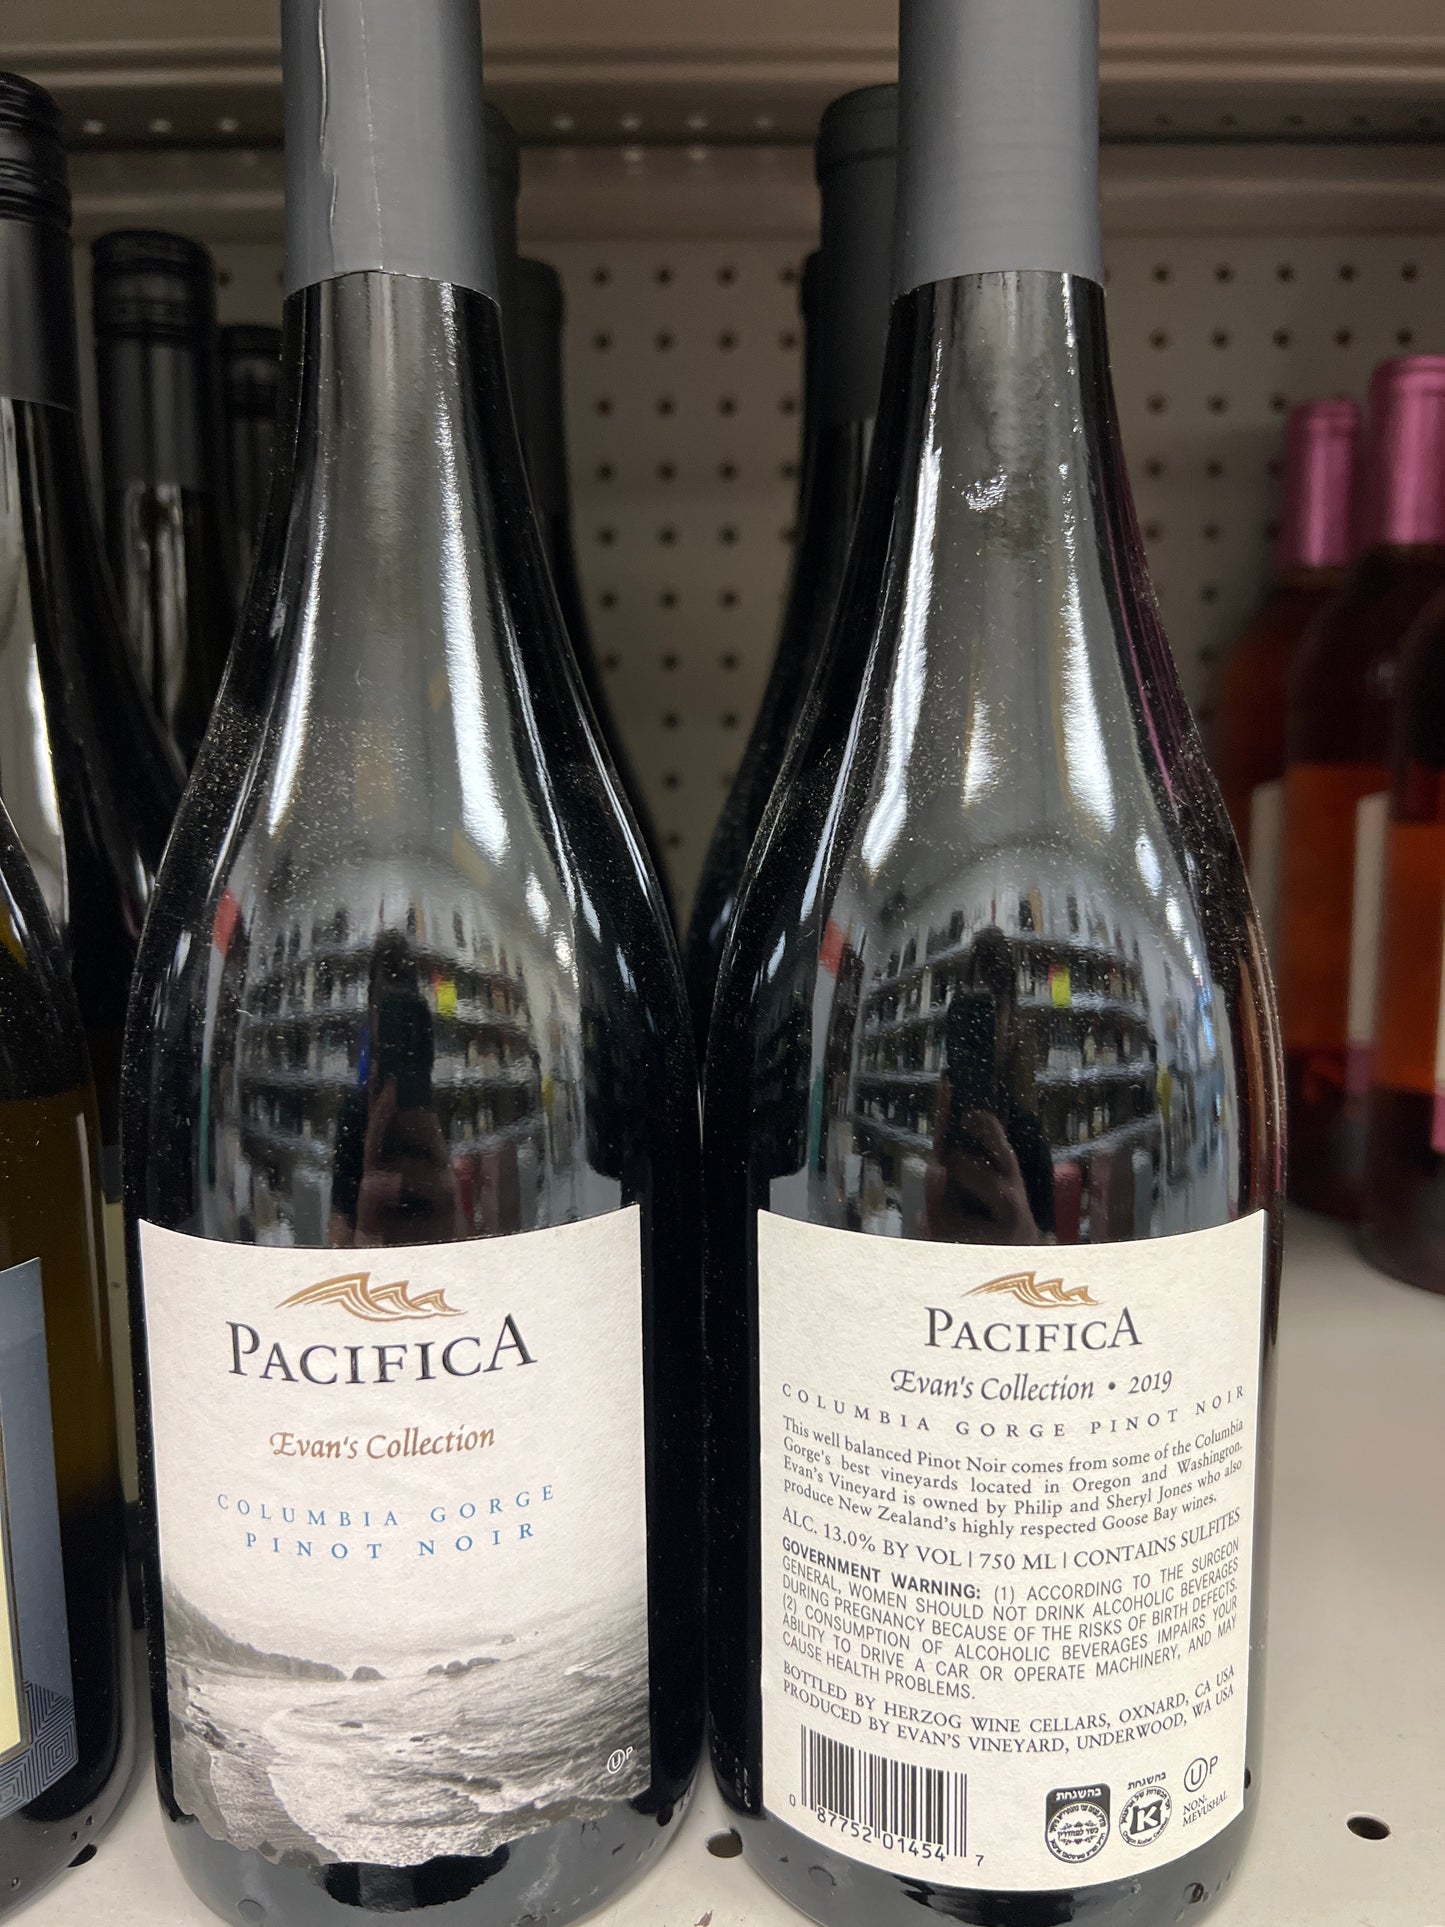 PACIFICA
Evan's Collection
COLUMBIA GORGE
PINOT NOIR
U P
PACIFICA
Evan's Collection • 2019
COLUMBIA GORGE PINOT NOIR
This well balanced Pinot Noir comes from some of the Columbia
Gorge's best vineyards located in Oregon and Washington.
Evan's Vineyard is owned by Philip and Sheryl Jones who also
produce New Zealand's highly respected Goose Bay wines.
ALC. 13.0% BY VOL | 750 ML | CONTAINS SULFITES
GOVERNMENT WARNING: (1) ACCORDING TO THE SURGEON
GENERAL, WOMEN SHOULD NOT DRINK ALCOHOLIC BEVERAGES
DURING PREGNANCY BECAUSE OF THE RISKS OF BIRTH DEFECTS.
(2) CONSUMPTION OF ALCOHOLIC BEVERAGES IMPAIRS YOUR
ABILITY TO DRIVE A CAR OR OPERATE MACHINERY, AND MAY
CAUSE HEALTH PROBLEMS.
BOTTLED BY HERZOG WINE CELLARS, OXNARD, CA USA
PRODUCED BY EVAN'S VINEYARD, UNDERWOOD, WA USA
0 87752 01454 7
בהשגחת
בהשגחת
K
U P
NON-
MEVUSHAL